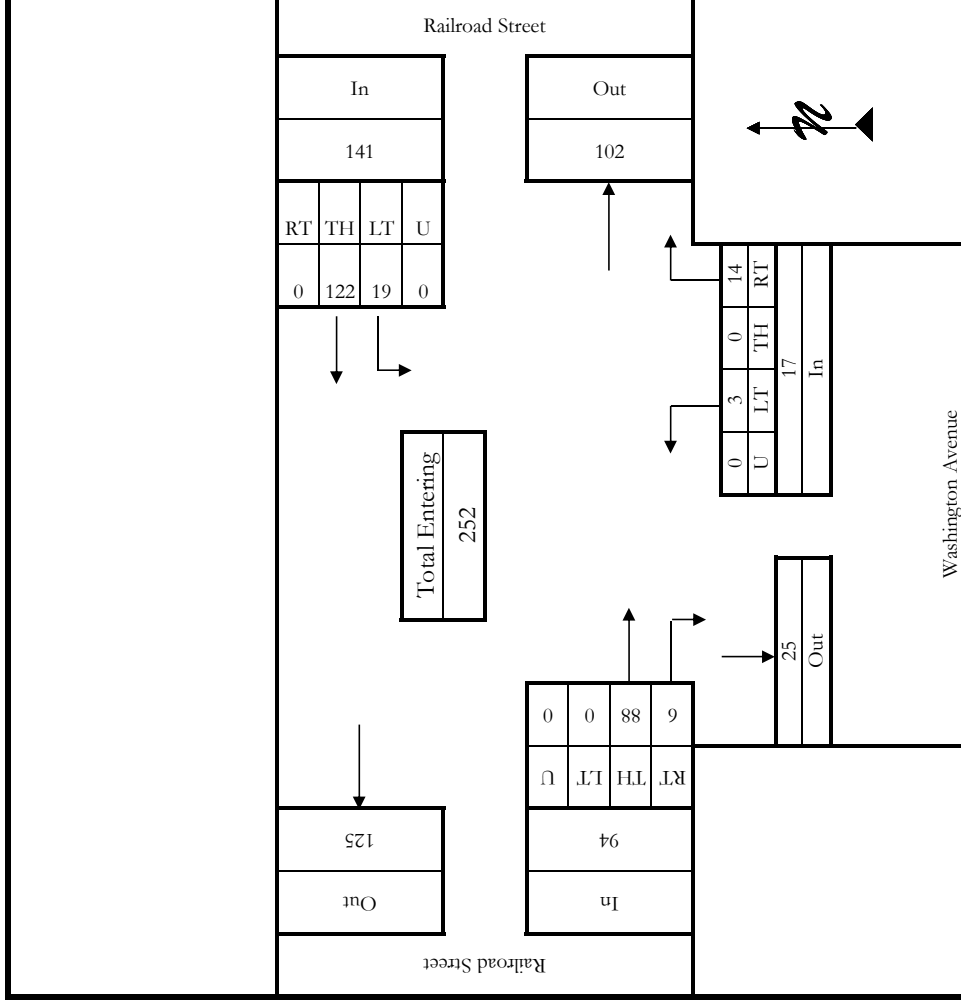 Railroad Street
In
Out
141
102
RT TH LT U
0 122 19 0
14 0 3 0
RT TH LT U
17
In
Washington Avenue
Total Entering
252
0 0 88 6
U LT TH RT
25
Out
125
94
Out
In
Railroad Street
N